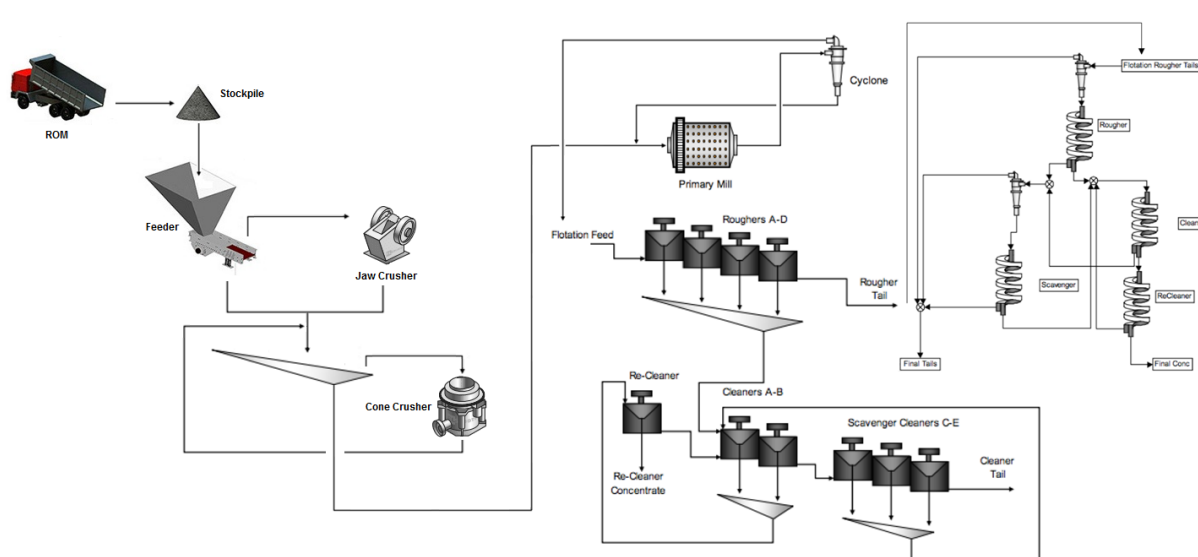 ROM
Stockpile
Feeder
Jaw Crusher
Cone Crusher
Cyclone
Primary Mill
Flotation Feed
Roughers A-D
Rougher
Tail
Re-Cleaner
Re-Cleaner
Concentrate
Cleaners A-B
Scavenger Cleaners C-E
Cleaner
Tail
Flotation Rougher Tails
Rougher
Clean
Scavenger
ReCleaner
Final Tails
Final Conc